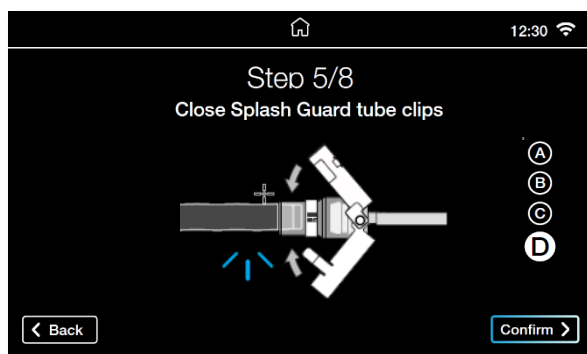 12:30
Step 5/8
Close Splash Guard tube clips
A
B
C
D
Back
Confirm